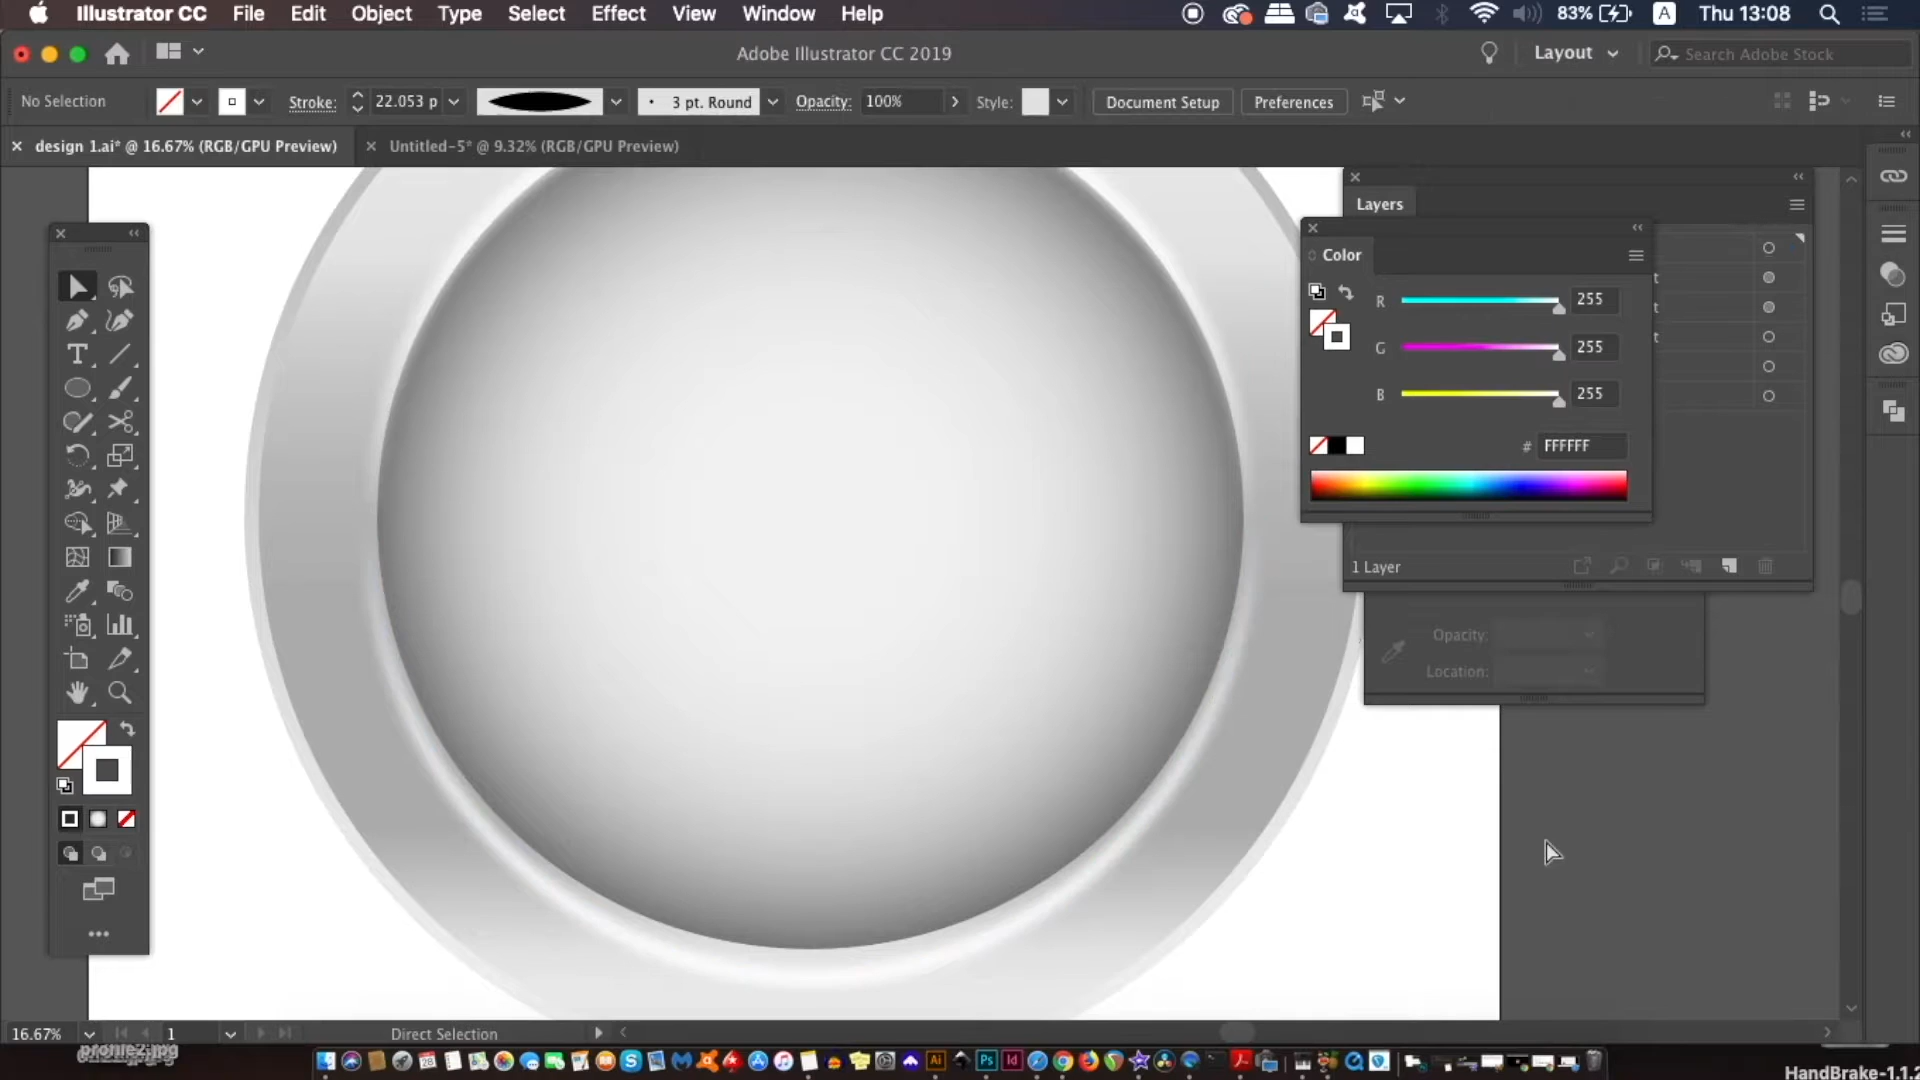 Illustrator CC File Edit Object Type Select Effect View Window Help 83% A Thu 13:08
Adobe Illustrator CC 2019 Layout Search Adobe Stock
No Selection Stroke: 22.053 p 3 pt. Round Opacity: 100% Style: Document Setup Preferences
design 1.ai* @ 16.67% (RGB/GPU Preview) Untitled-5* @ 9.32% (RGB/GPU Preview)
Layers
Color
R 255
G 255
B 255
# FFFFFF
1 Layer
Opacity:
Location:
16.67% 1 Direct Selection
Ai Ps Id
HandBrake-1.1.2